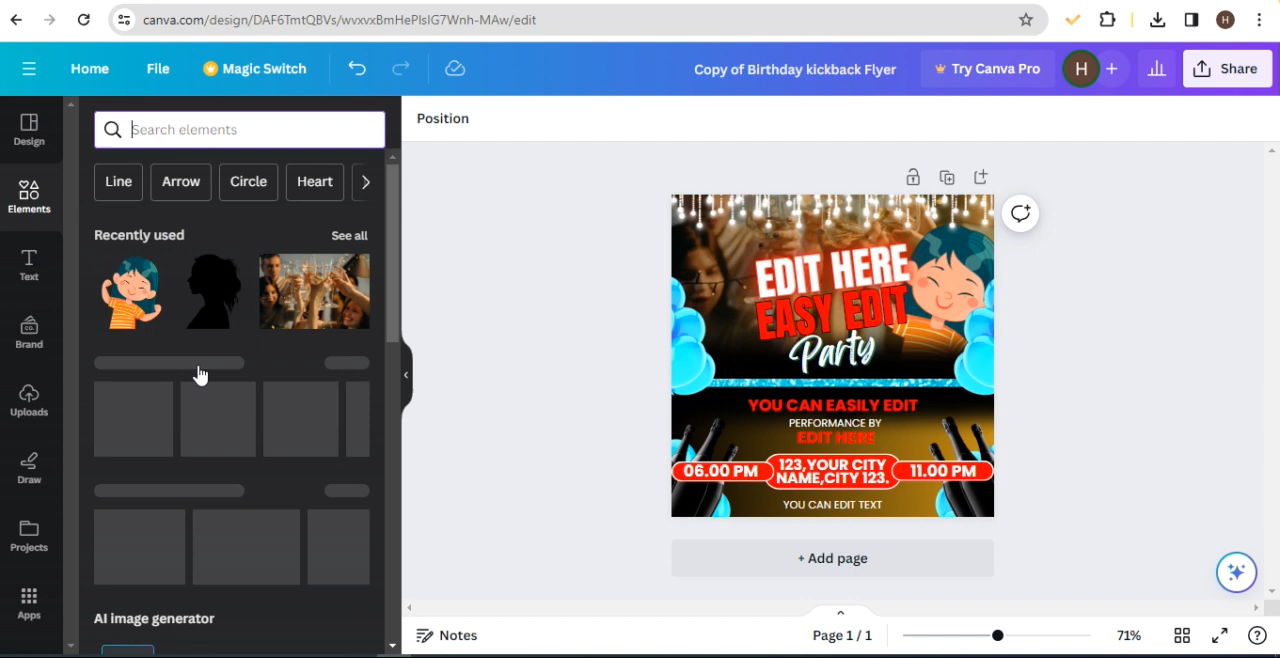 canva.com/design/DAF6TmtQBVs/wvxvxBmHePlsIG7Wnh-MAw/edit
H
Home
File
Magic Switch
Copy of Birthday kickback Flyer
Try Canva Pro
H
+
Share
Design
Elements
Text
Brand
CO.
Uploads
Draw
Projects
Apps
Search elements
Line
Arrow
Circle
Heart
Recently used
See all
AI image generator
Position
EDIT HERE
EASY EDIT
Party
YOU CAN EASILY EDIT
PERFORMANCE BY
EDIT HERE
06.00 PM
123,YOUR CITY
NAME,CITY 123.
11.00 PM
YOU CAN EDIT TEXT
+ Add page
Notes
Page 1 / 1
71%